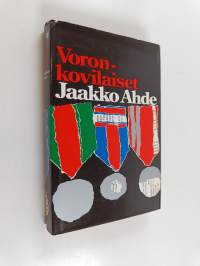 Voron-
kovilaiset
Jaakko Ahde